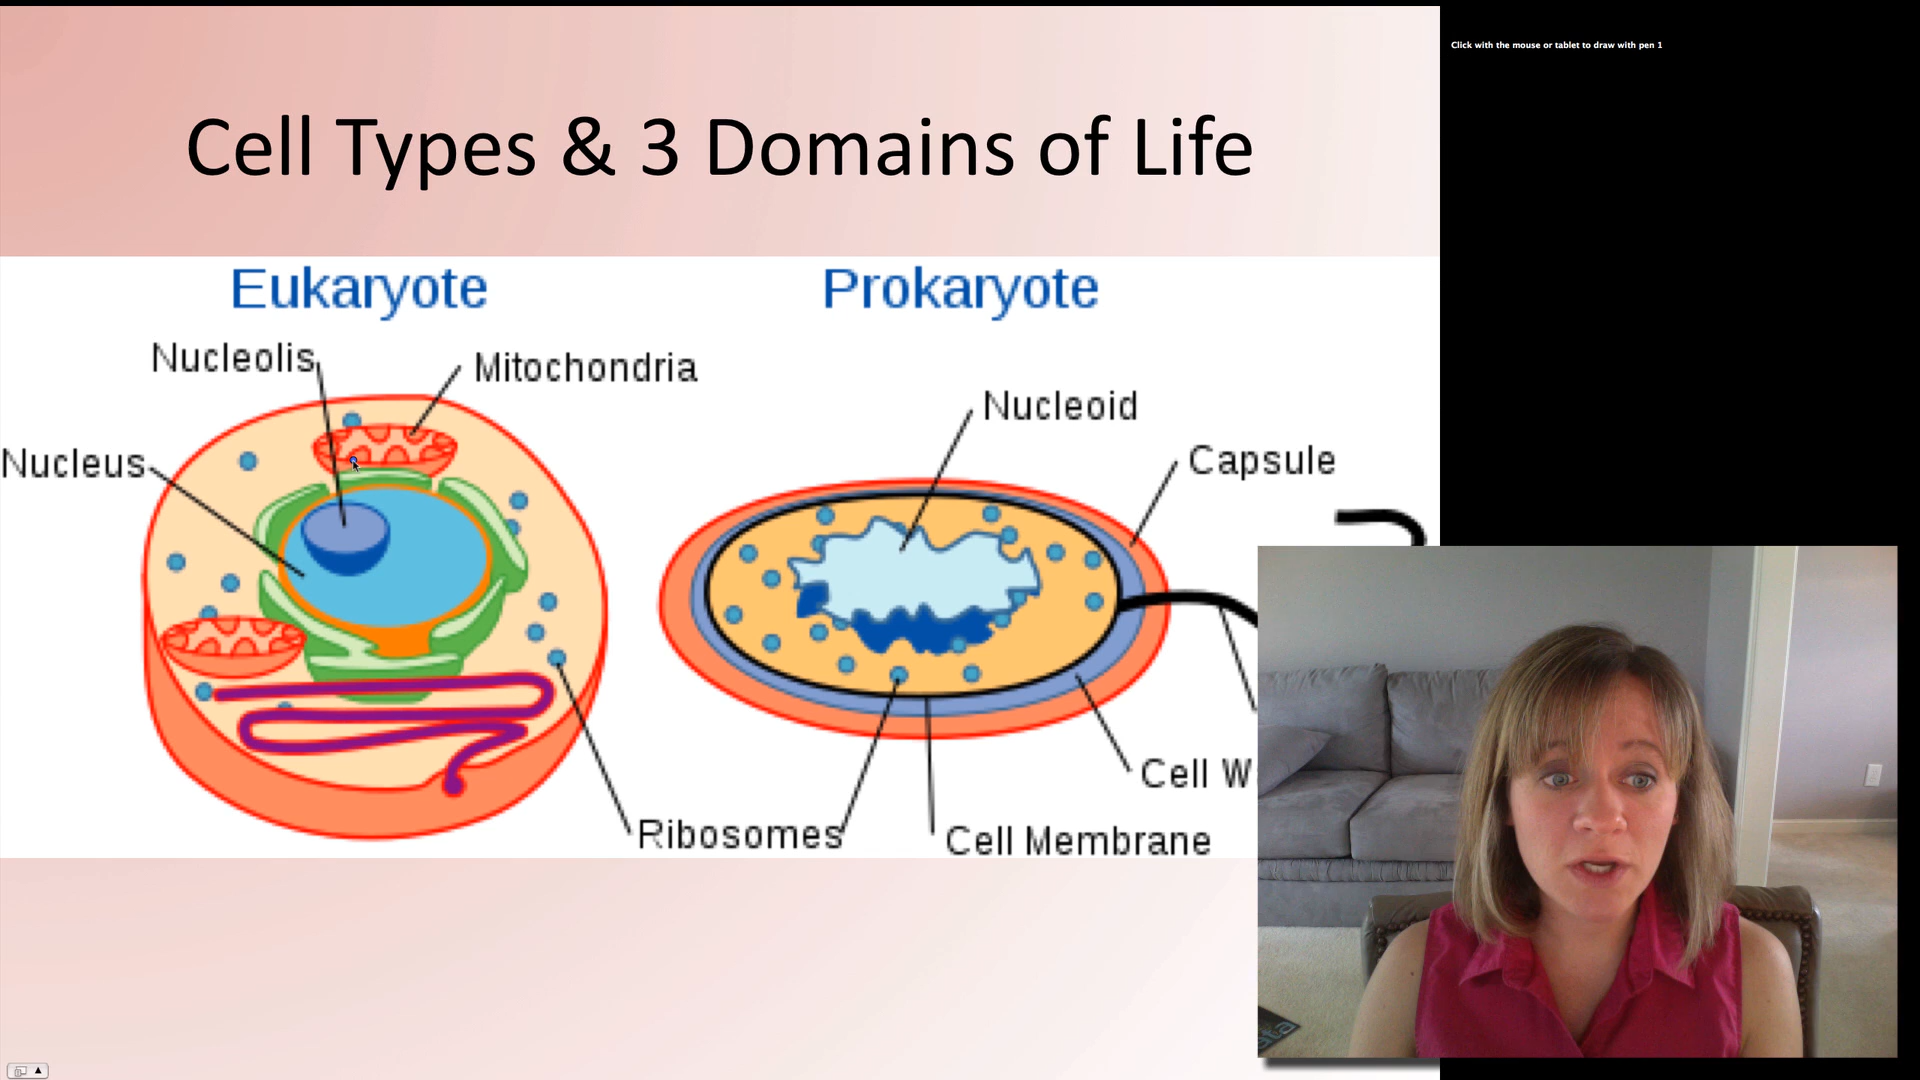 Click with the mouse or tablet to draw with pen 1
Cell Types & 3 Domains of Life
Eukaryote
Prokaryote
Nucleolis
Mitochondria
Nucleoid
Nucleus
Capsule
Cell W
Ribosomes
Cell Membrane